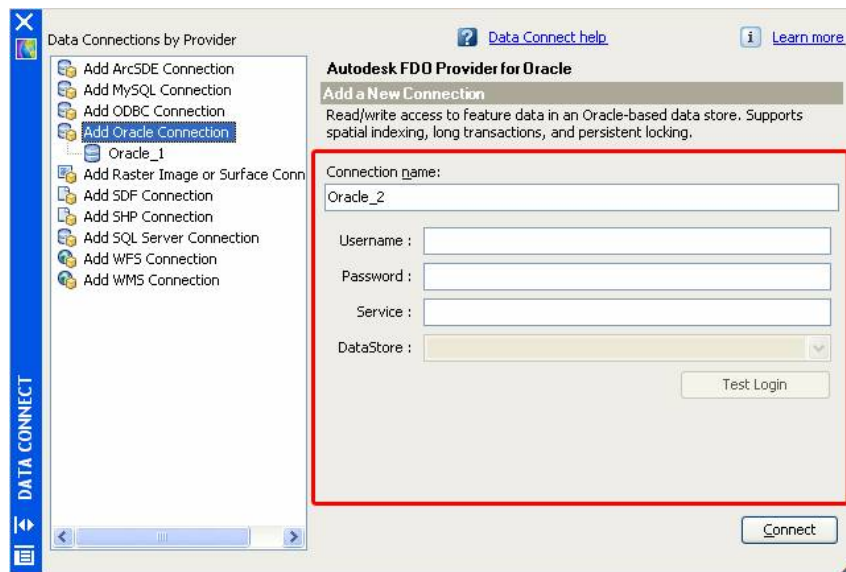 Data Connections by Provider
Data Connect help
Learn more
Add ArcSDE Connection
Add MySQL Connection
Add ODBC Connection
Add Oracle Connection
Oracle_1
Add Raster Image or Surface Conn
Add SDF Connection
Add SHP Connection
Add SQL Server Connection
Add WFS Connection
Add WMS Connection
Autodesk FDO Provider for Oracle
Add a New Connection
Read/write access to feature data in an Oracle-based data store. Supports
spatial indexing, long transactions, and persistent locking.
Connection name:
Oracle_2
Username :
Password :
Service :
DataStore :
Test Login
Connect
DATA CONNECT